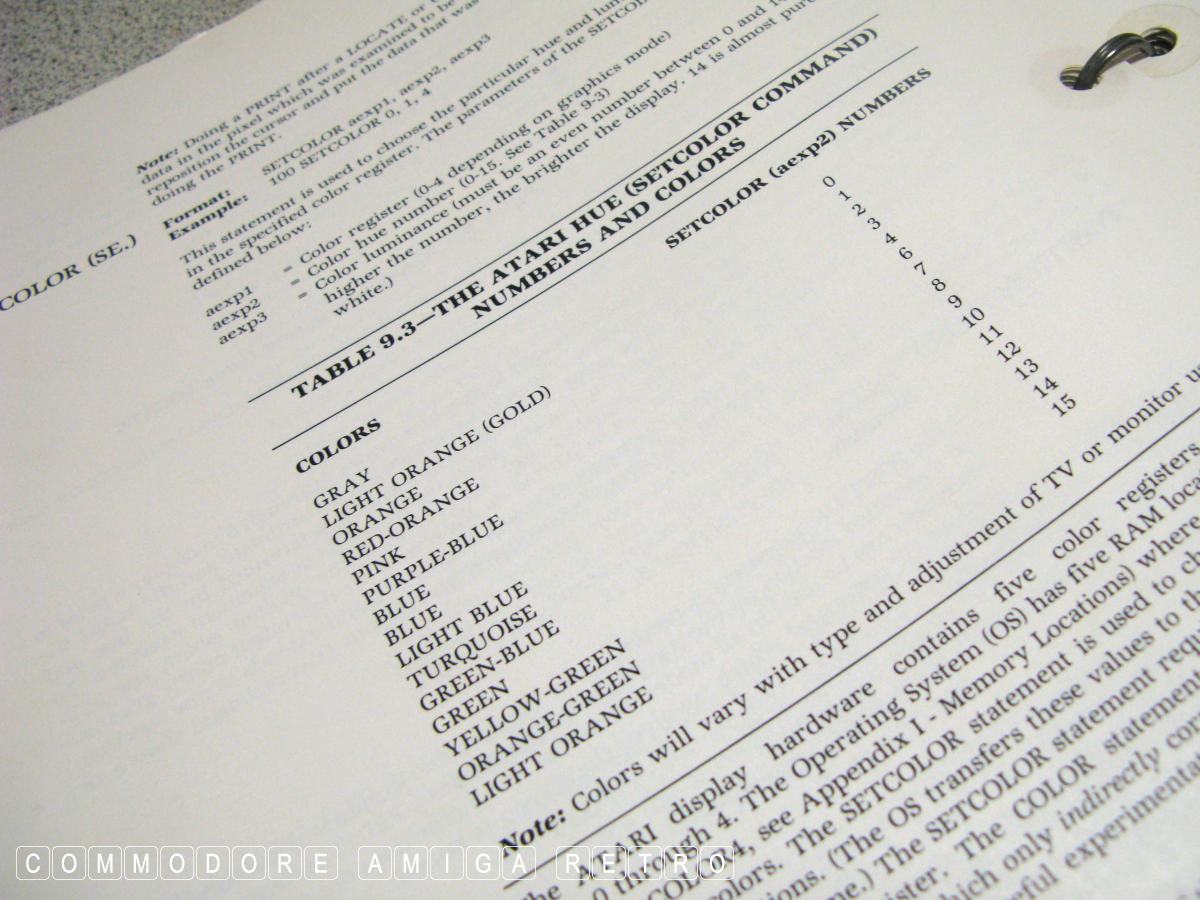 COLOR (SE.)
Note: Doing a PRINT after a LOCATE or
data in the pixel which was examined to be
reposition the cursor and put the data that was
doing the PRINT.
Format: SETCOLOR aexp1, aexp2, aexp3
Example: 100 SETCOLOR 0, 1, 4
This statement is used to choose the particular hue and
in the specified color register. The parameters of the
defined below:
aexp1 = Color register (0-4 depending on graphics mode)
aexp2 = Color hue number (0-15. See Table 9-3)
aexp3 = Color luminance (must be an even number between 0 and
higher the number, the brighter the display. 14 is almost
white.)
TABLE 9.3—THE ATARI HUE (SETCOLOR COMMAND)
NUMBERS AND COLORS
COLORS SETCOLOR (aexp2) NUMBERS
GRAY 0
LIGHT ORANGE (GOLD) 1
ORANGE 2
RED-ORANGE 3
PINK 4
PURPLE-BLUE 6
BLUE 7
BLUE 8
LIGHT BLUE 9
TURQUOISE 10
GREEN-BLUE 11
GREEN 12
YELLOW-GREEN 13
ORANGE-GREEN 14
LIGHT ORANGE 15
Note: Colors will vary with type and adjustment of TV or monitor
ATARI display hardware contains five color registers
0 through 4. The Operating System (OS) has five RAM
see Appendix I - Memory Locations) where
colors. The SETCOLOR statement is used to
(The OS transfers these values to the
The SETCOLOR statement
The COLOR statement
which only indirectly
experimental
COMMODORE AMIGA RETRO